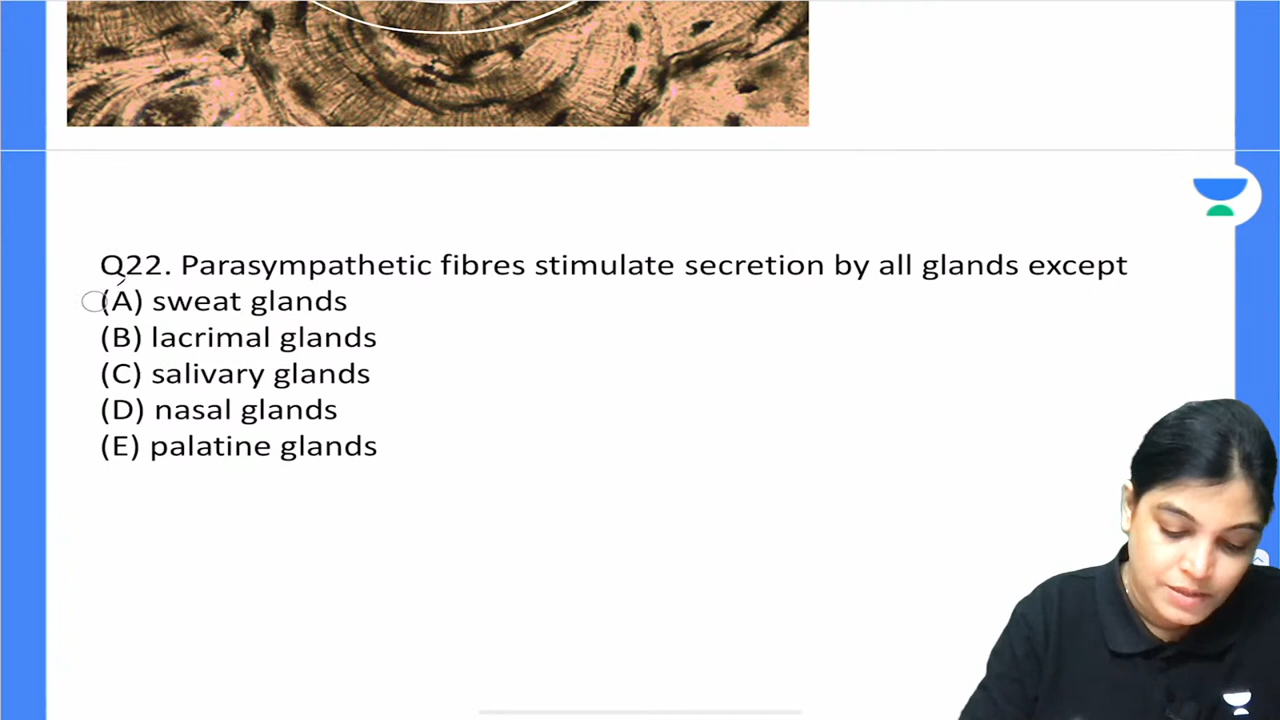 Q22. Parasympathetic fibres stimulate secretion by all glands except
(A) sweat glands
(B) lacrimal glands
(C) salivary glands
(D) nasal glands
(E) palatine glands